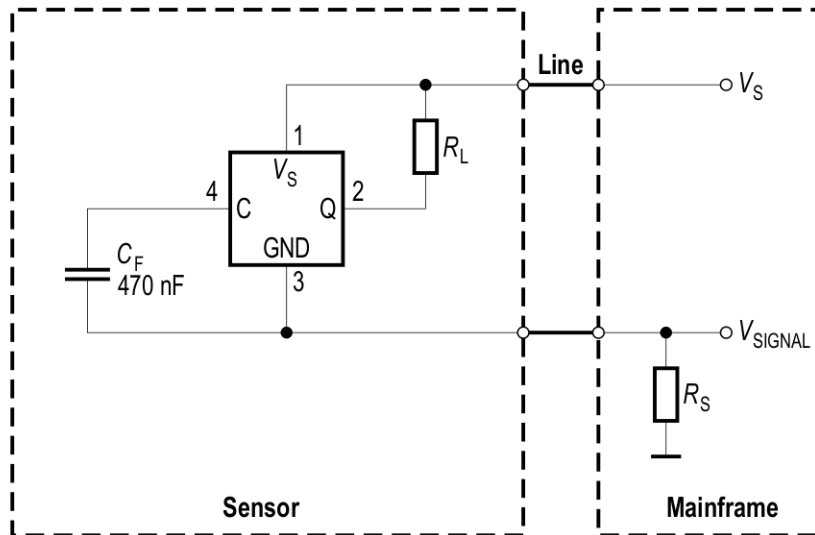 Line
V_S
1
R_L
V_S
4
2
C
Q
GND
C_F
470 nF
3
V_SIGNAL
R_S
Sensor
Mainframe